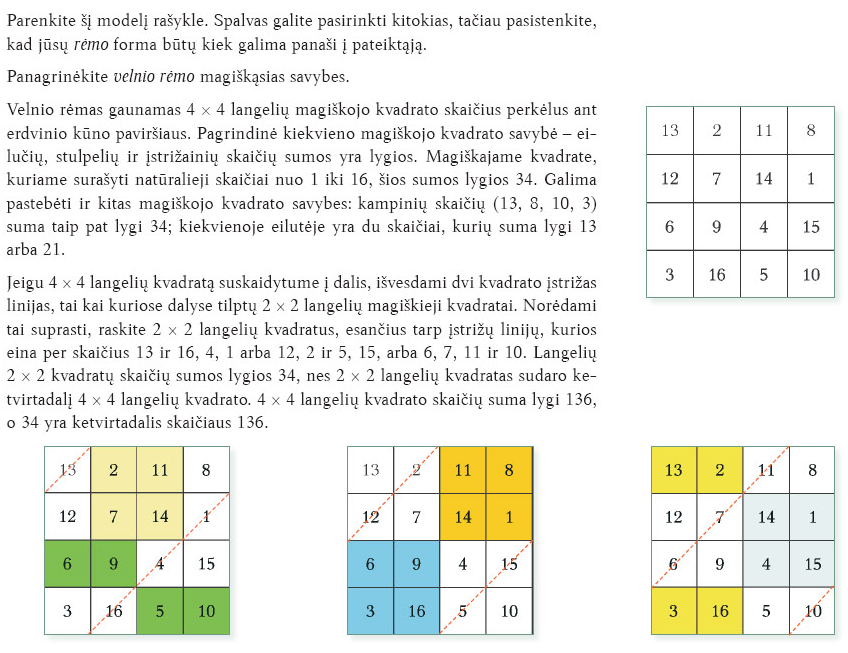 Parenkite šį modelį rašykle. Spalvas galite pasirinkti kitokias, tačiau pasistenkite,
kad jūsų rėmo forma būtų kiek galima panaši į pateiktąją.
Panagrinėkite velnio rėmo magiškąsias savybes.
Velnio rėmas gaunamas 4 × 4 langelių magiškojo kvadrato skaičius perkėlus ant
erdvinio kūno paviršiaus. Pagrindinė kiekvieno magiškojo kvadrato savybė – ei-
lučių, stulpelių ir įstrižainių skaičių sumos yra lygios. Magiškajame kvadrate,
kuriame surašyti natūralieji skaičiai nuo 1 iki 16, šios sumos lygios 34. Galima
pastebėti ir kitas magiškojo kvadrato savybes: kampinių skaičių (13, 8, 10, 3)
suma taip pat lygi 34; kiekvienoje eilutėje yra du skaičiai, kurių suma lygi 13
arba 21.
Jeigu 4 × 4 langelių kvadratą suskaidytume į dalis, išvesdami dvi kvadrato įstrižas
linijas, tai kai kuriose dalyse tilptų 2 × 2 langelių magiškieji kvadratai. Norėdami
tai suprasti, raskite 2 × 2 langelių kvadratus, esančius tarp įstrižų linijų, kurios
eina per skaičius 13 ir 16, 4, 1 arba 12, 2 ir 5, 15, arba 6, 7, 11 ir 10. Langelių
2 × 2 kvadratų skaičių sumos lygios 34, nes 2 × 2 langelių kvadratas sudaro ke-
tvirtadalį 4 × 4 langelių kvadrato. 4 × 4 langelių kvadrato skaičių suma lygi 136,
o 34 yra ketvirtadalis skaičiaus 136.
13 2 11 8
12 7 14 1
6 9 4 15
3 16 5 10
13 2 11 8
12 7 14 1
6 9 4 15
3 16 5 10
13 2 11 8
12 7 14 1
6 9 4 15
3 16 5 10
13 2 11 8
12 7 14 1
6 9 4 15
3 16 5 10